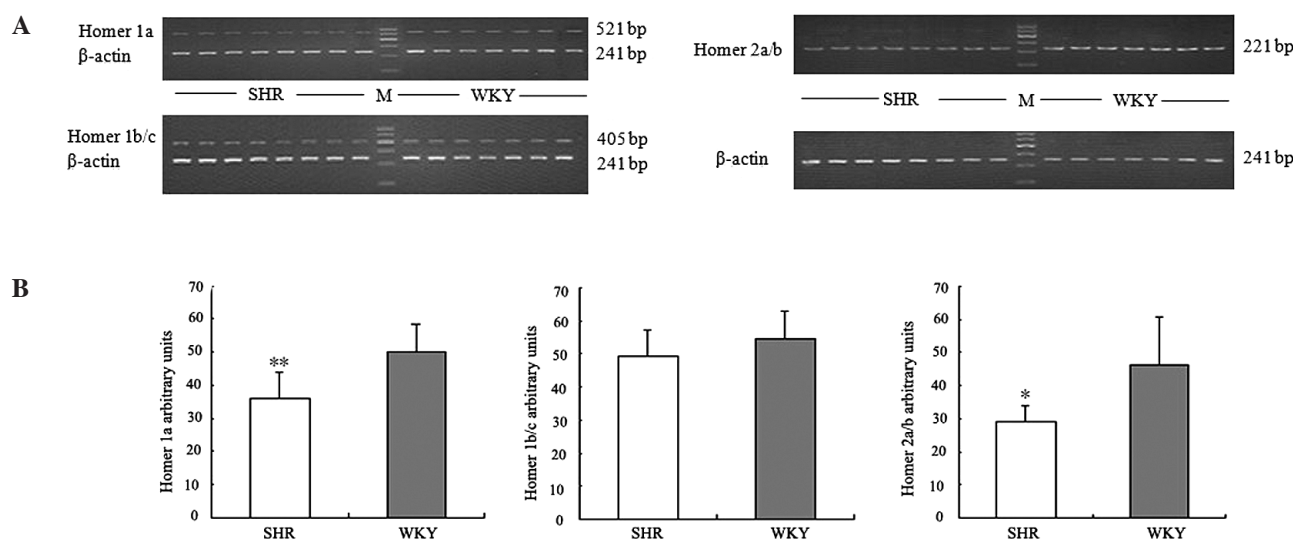 A
Homer 1a
521 bp
β-actin
241 bp
SHR M WKY
Homer 1b/c
405 bp
β-actin
241 bp
Homer 2a/b
221 bp
SHR M WKY
β-actin
241 bp
B
Homer 1a arbitrary units
70
60
50
40
30
20
10
0
**
SHR WKY
Homer 1b/c arbitrary units
70
60
50
40
30
20
10
0
SHR WKY
Homer 2a/b arbitrary units
70
60
50
40
30
20
10
0
*
SHR WKY